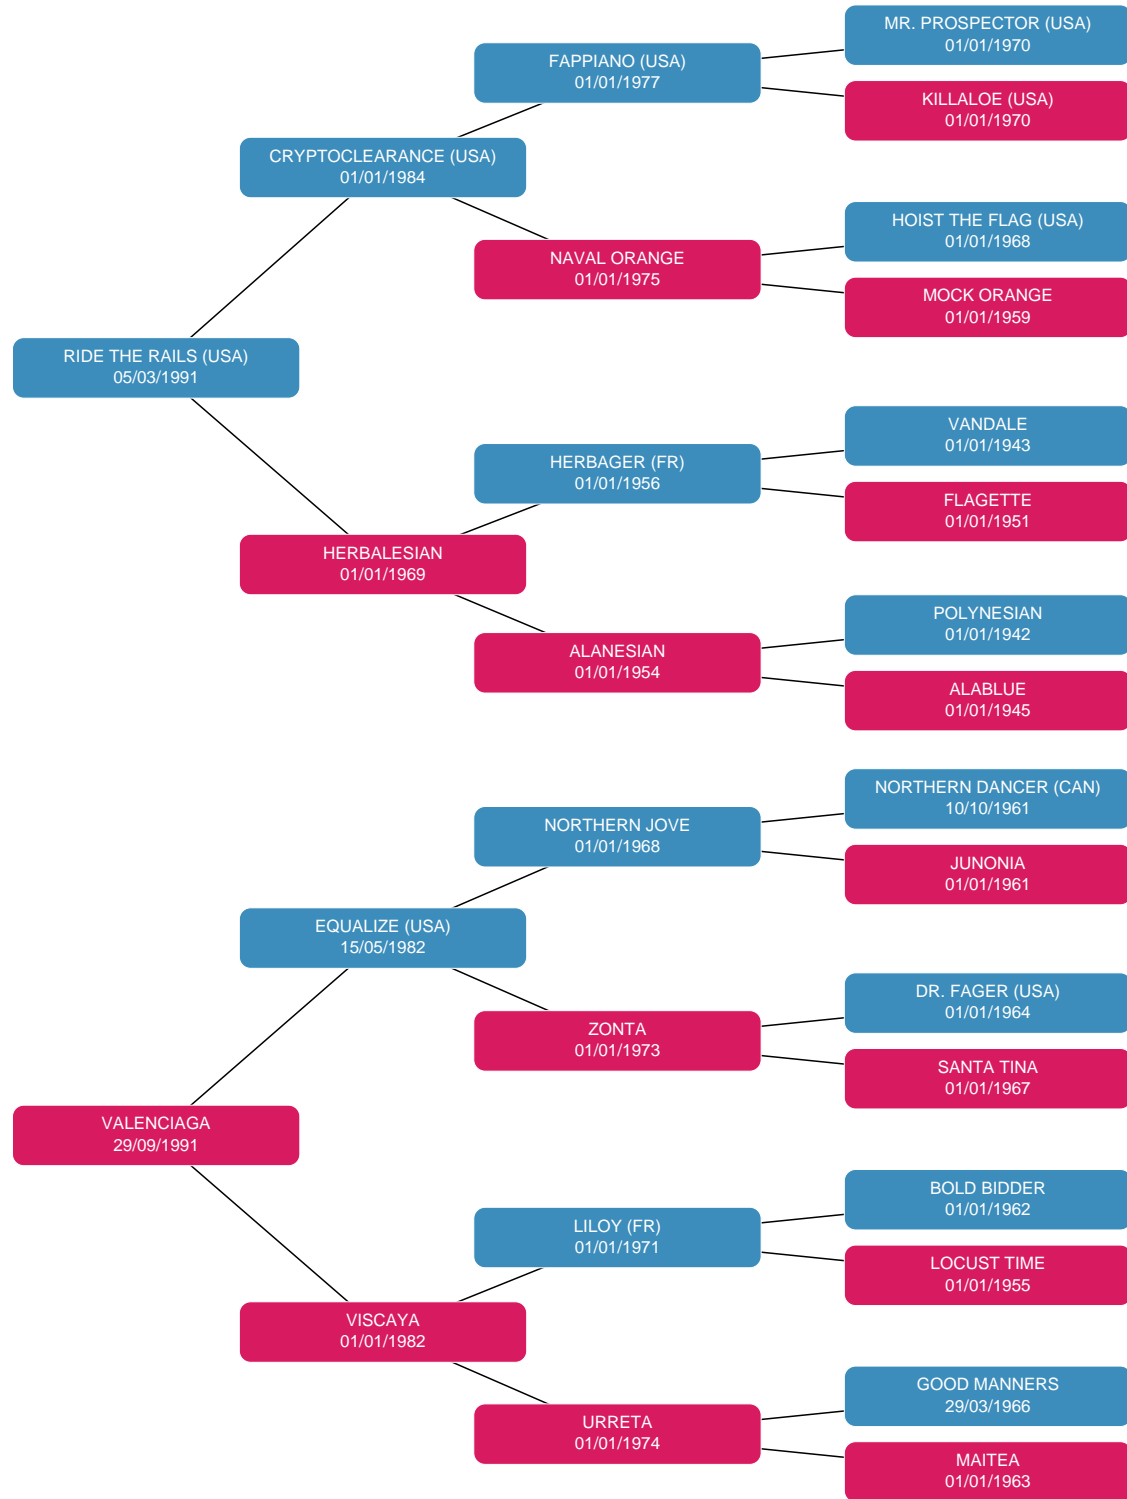 MR. PROSPECTOR (USA)
01/01/1970
FAPPIANO (USA)
01/01/1977
KILLALOE (USA)
01/01/1970
CRYPTOCLEARANCE (USA)
01/01/1984
HOIST THE FLAG (USA)
01/01/1968
NAVAL ORANGE
01/01/1975
MOCK ORANGE
01/01/1959
RIDE THE RAILS (USA)
05/03/1991
VANDALE
01/01/1943
HERBAGER (FR)
01/01/1956
FLAGETTE
01/01/1951
HERBALESIAN
01/01/1969
POLYNESIAN
01/01/1942
ALANESIAN
01/01/1954
ALABLUE
01/01/1945
NORTHERN DANCER (CAN)
10/10/1961
NORTHERN JOVE
01/01/1968
JUNONIA
01/01/1961
EQUALIZE (USA)
15/05/1982
DR. FAGER (USA)
01/01/1964
ZONTA
01/01/1973
SANTA TINA
01/01/1967
VALENCIAGA
29/09/1991
BOLD BIDDER
01/01/1962
LILOY (FR)
01/01/1971
LOCUST TIME
01/01/1955
VISCAYA
01/01/1982
GOOD MANNERS
29/03/1966
URRETA
01/01/1974
MAITEA
01/01/1963